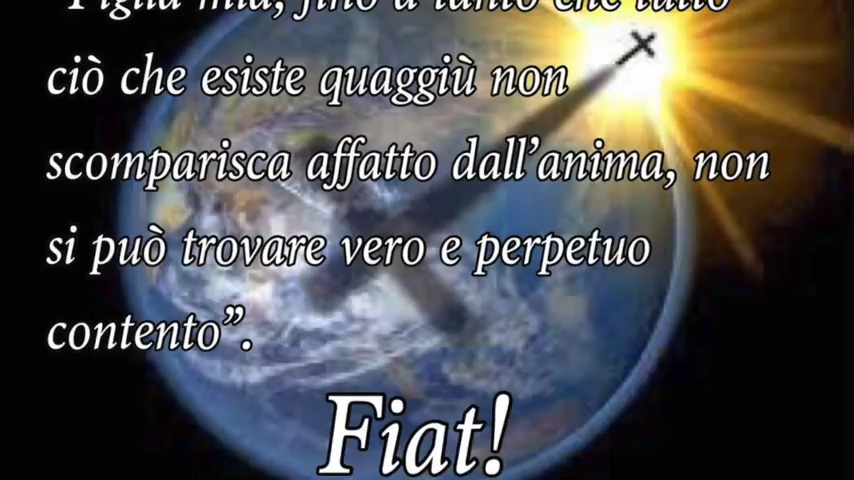 "Figlia mia, fino a tanto che tutto
ciò che esiste quaggiù non
scomparisca affatto dall’anima, non
si può trovare vero e perpetuo
contento”.
Fiat!